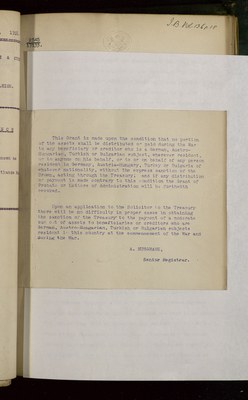 This Grant is made upon the condition that no portion
of the assets shall be distributed or paid during the War
to any beneficiary or creditor who is a German, Austro-
Hungarian, Turkish or Bulgarian subject, wherever resident,
or to anyone on his behalf, or to or on behalf of any person
resident in Germany, Austria-Hungary, Turkey or Bulgaria of
whatever nationality, without the express sanction of the
Crown, acting through the Treasury. And if any distribution
or payment is made contrary to this condition the Grant of
Probate or Letters of Administration will be forthwith
revoked.
Upon an application to the Solicitor to the Treasury
there will be no difficulty in proper cases in obtaining
the sanction of the Treasury to the payment of a moderate
sum out of assets to beneficiaries or creditors who are
German, Austro-Hungarian, Turkish or Bulgarian subjects
resident in this country at the commencement of the War and
during the War.
A. MUSGRAVE,
Senior Registrar.